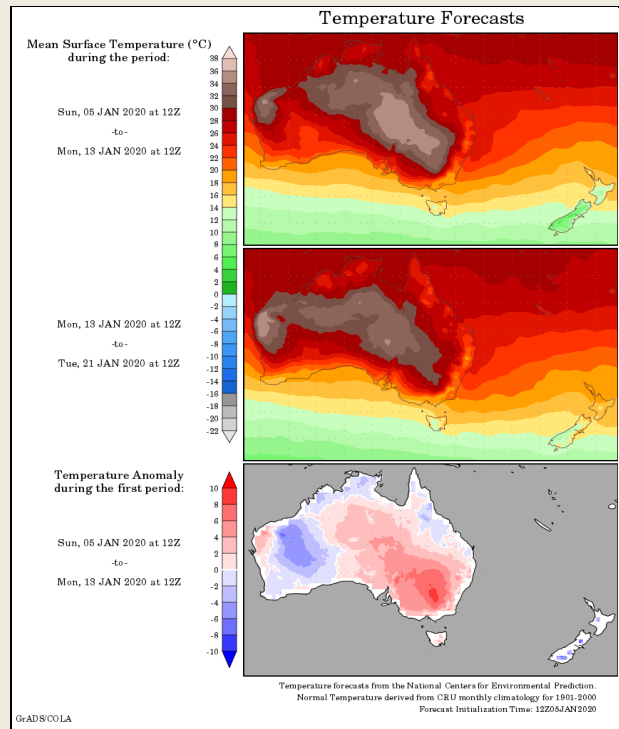 Temperature Forecasts
Mean Surface Temperature (°C)
during the period:
Sun, 05 JAN 2020 at 12Z
-to-
Mon, 13 JAN 2020 at 12Z
38
36
34
32
30
28
26
24
22
20
18
16
14
12
10
8
6
4
2
0
-2
-4
-6
-8
-10
-12
-14
-16
-17
-18
-20
-22
Mon, 13 JAN 2020 at 12Z
-to-
Tue, 21 JAN 2020 at 12Z
Temperature Anomaly
during the first period:
Sun, 05 JAN 2020 at 12Z
-to-
Mon, 13 JAN 2020 at 12Z
10
8
6
4
2
0
-2
-4
-6
-8
-10
Temperature forecasts from the National Centers for Environmental Prediction.
Normal Temperature derived from CRU monthly climatology for 1901-2000
Forecast Initialization Time: 12Z05JAN2020
GrADS/COLA